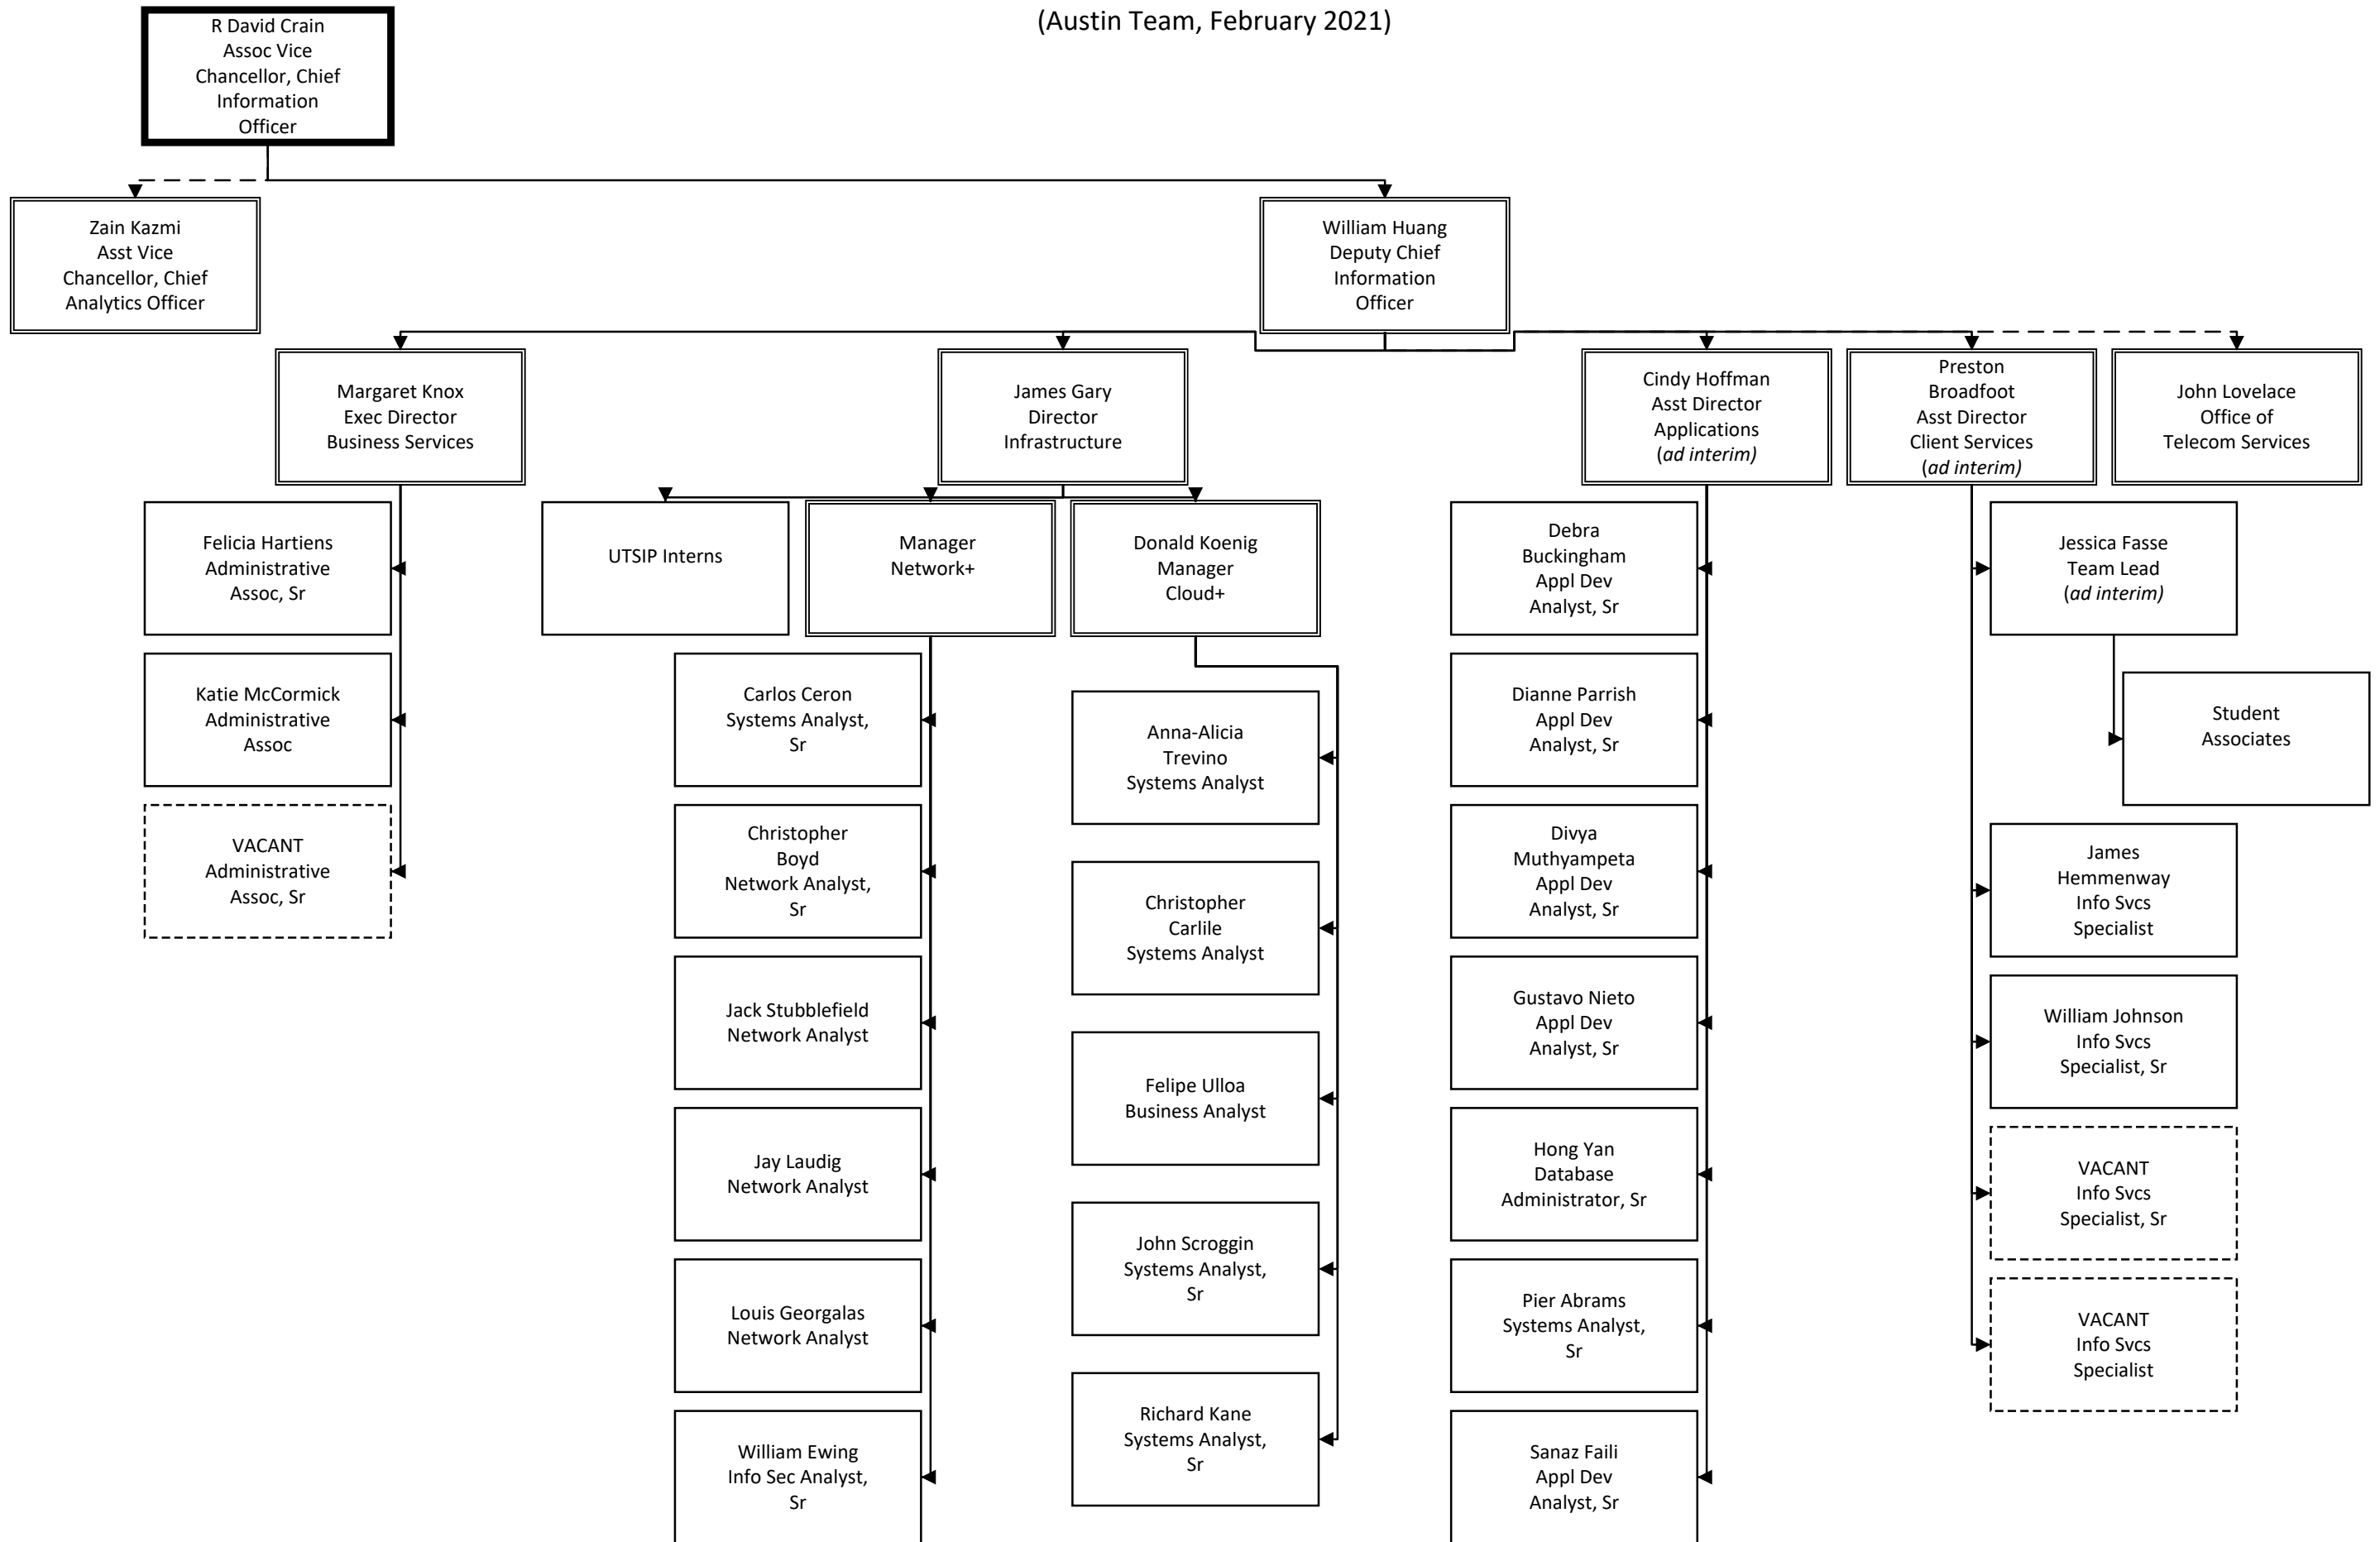 (Austin Team, February 2021)
R David Crain
Assoc Vice
Chancellor, Chief
Information
Officer
Zain Kazmi
Asst Vice
Chancellor, Chief
Analytics Officer
William Huang
Deputy Chief
Information
Officer
Margaret Knox
Exec Director
Business Services
James Gary
Director
Infrastructure
Cindy Hoffman
Asst Director
Applications
(ad interim)
Preston
Broadfoot
Asst Director
Client Services
(ad interim)
John Lovelace
Office of
Telecom Services
Felicia Hartiens
Administrative
Assoc, Sr
Katie McCormick
Administrative
Assoc
VACANT
Administrative
Assoc, Sr
UTSIP Interns
Manager
Network+
Donald Koenig
Manager
Cloud+
Carlos Ceron
Systems Analyst,
Sr
Christopher
Boyd
Network Analyst,
Sr
Jack Stubblefield
Network Analyst
Jay Laudig
Network Analyst
Louis Georgalas
Network Analyst
William Ewing
Info Sec Analyst,
Sr
Anna-Alicia
Trevino
Systems Analyst
Christopher
Carlile
Systems Analyst
Felipe Ulloa
Business Analyst
John Scroggin
Systems Analyst,
Sr
Richard Kane
Systems Analyst,
Sr
Debra
Buckingham
Appl Dev
Analyst, Sr
Dianne Parrish
Appl Dev
Analyst, Sr
Divya
Muthyampeta
Appl Dev
Analyst, Sr
Gustavo Nieto
Appl Dev
Analyst, Sr
Hong Yan
Database
Administrator, Sr
Pier Abrams
Systems Analyst,
Sr
Sanaz Faili
Appl Dev
Analyst, Sr
Jessica Fasse
Team Lead
(ad interim)
Student
Associates
James
Hemmenway
Info Svcs
Specialist
William Johnson
Info Svcs
Specialist, Sr
VACANT
Info Svcs
Specialist, Sr
VACANT
Info Svcs
Specialist